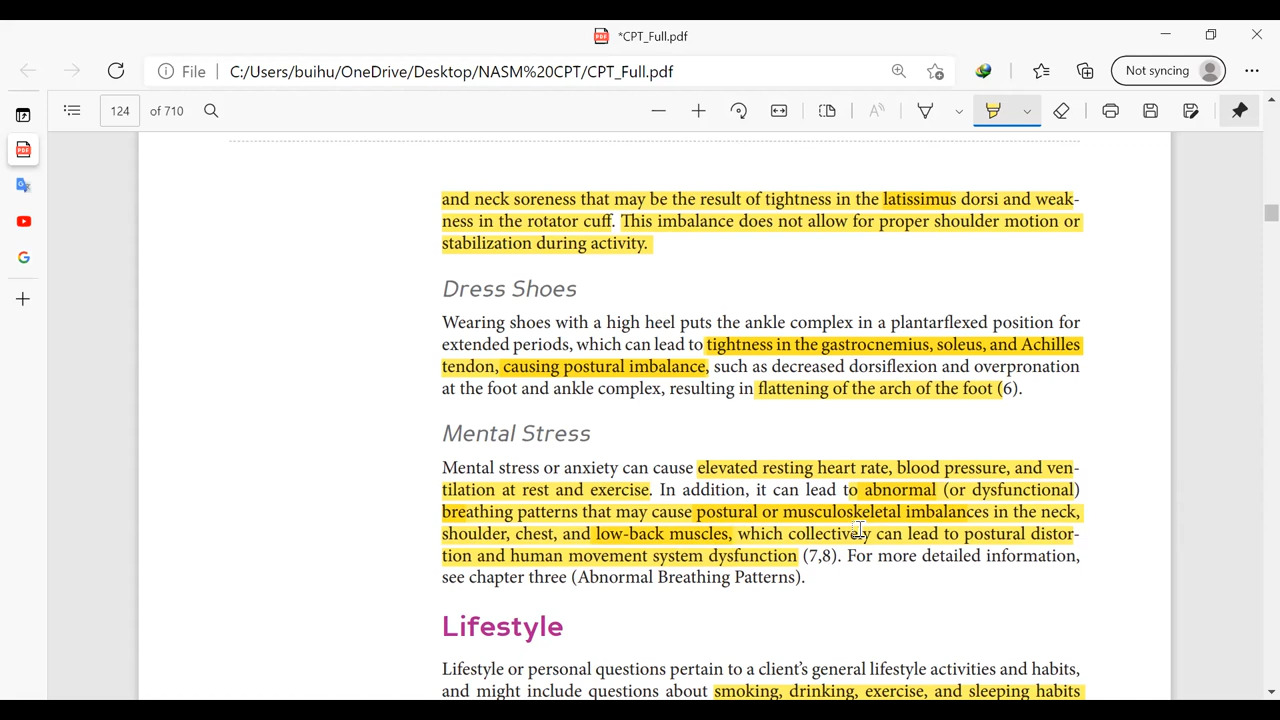 *CPT_Full.pdf
File C:/Users/buihu/OneDrive/Desktop/NASM%20CPT/CPT_Full.pdf Not syncing
124 of 710
and neck soreness that may be the result of tightness in the latissimus dorsi and weak-
ness in the rotator cuff. This imbalance does not allow for proper shoulder motion or
stabilization during activity.
Dress Shoes
Wearing shoes with a high heel puts the ankle complex in a plantarflexed position for
extended periods, which can lead to tightness in the gastrocnemius, soleus, and Achilles
tendon, causing postural imbalance, such as decreased dorsiflexion and overpronation
at the foot and ankle complex, resulting in flattening of the arch of the foot (6).
Mental Stress
Mental stress or anxiety can cause elevated resting heart rate, blood pressure, and ven-
tilation at rest and exercise. In addition, it can lead to abnormal (or dysfunctional)
breathing patterns that may cause postural or musculoskeletal imbalances in the neck,
shoulder, chest, and low-back muscles, which collectively can lead to postural distor-
tion and human movement system dysfunction (7,8). For more detailed information,
see chapter three (Abnormal Breathing Patterns).
Lifestyle
Lifestyle or personal questions pertain to a client's general lifestyle activities and habits,
and might include questions about smoking, drinking, exercise, and sleeping habits